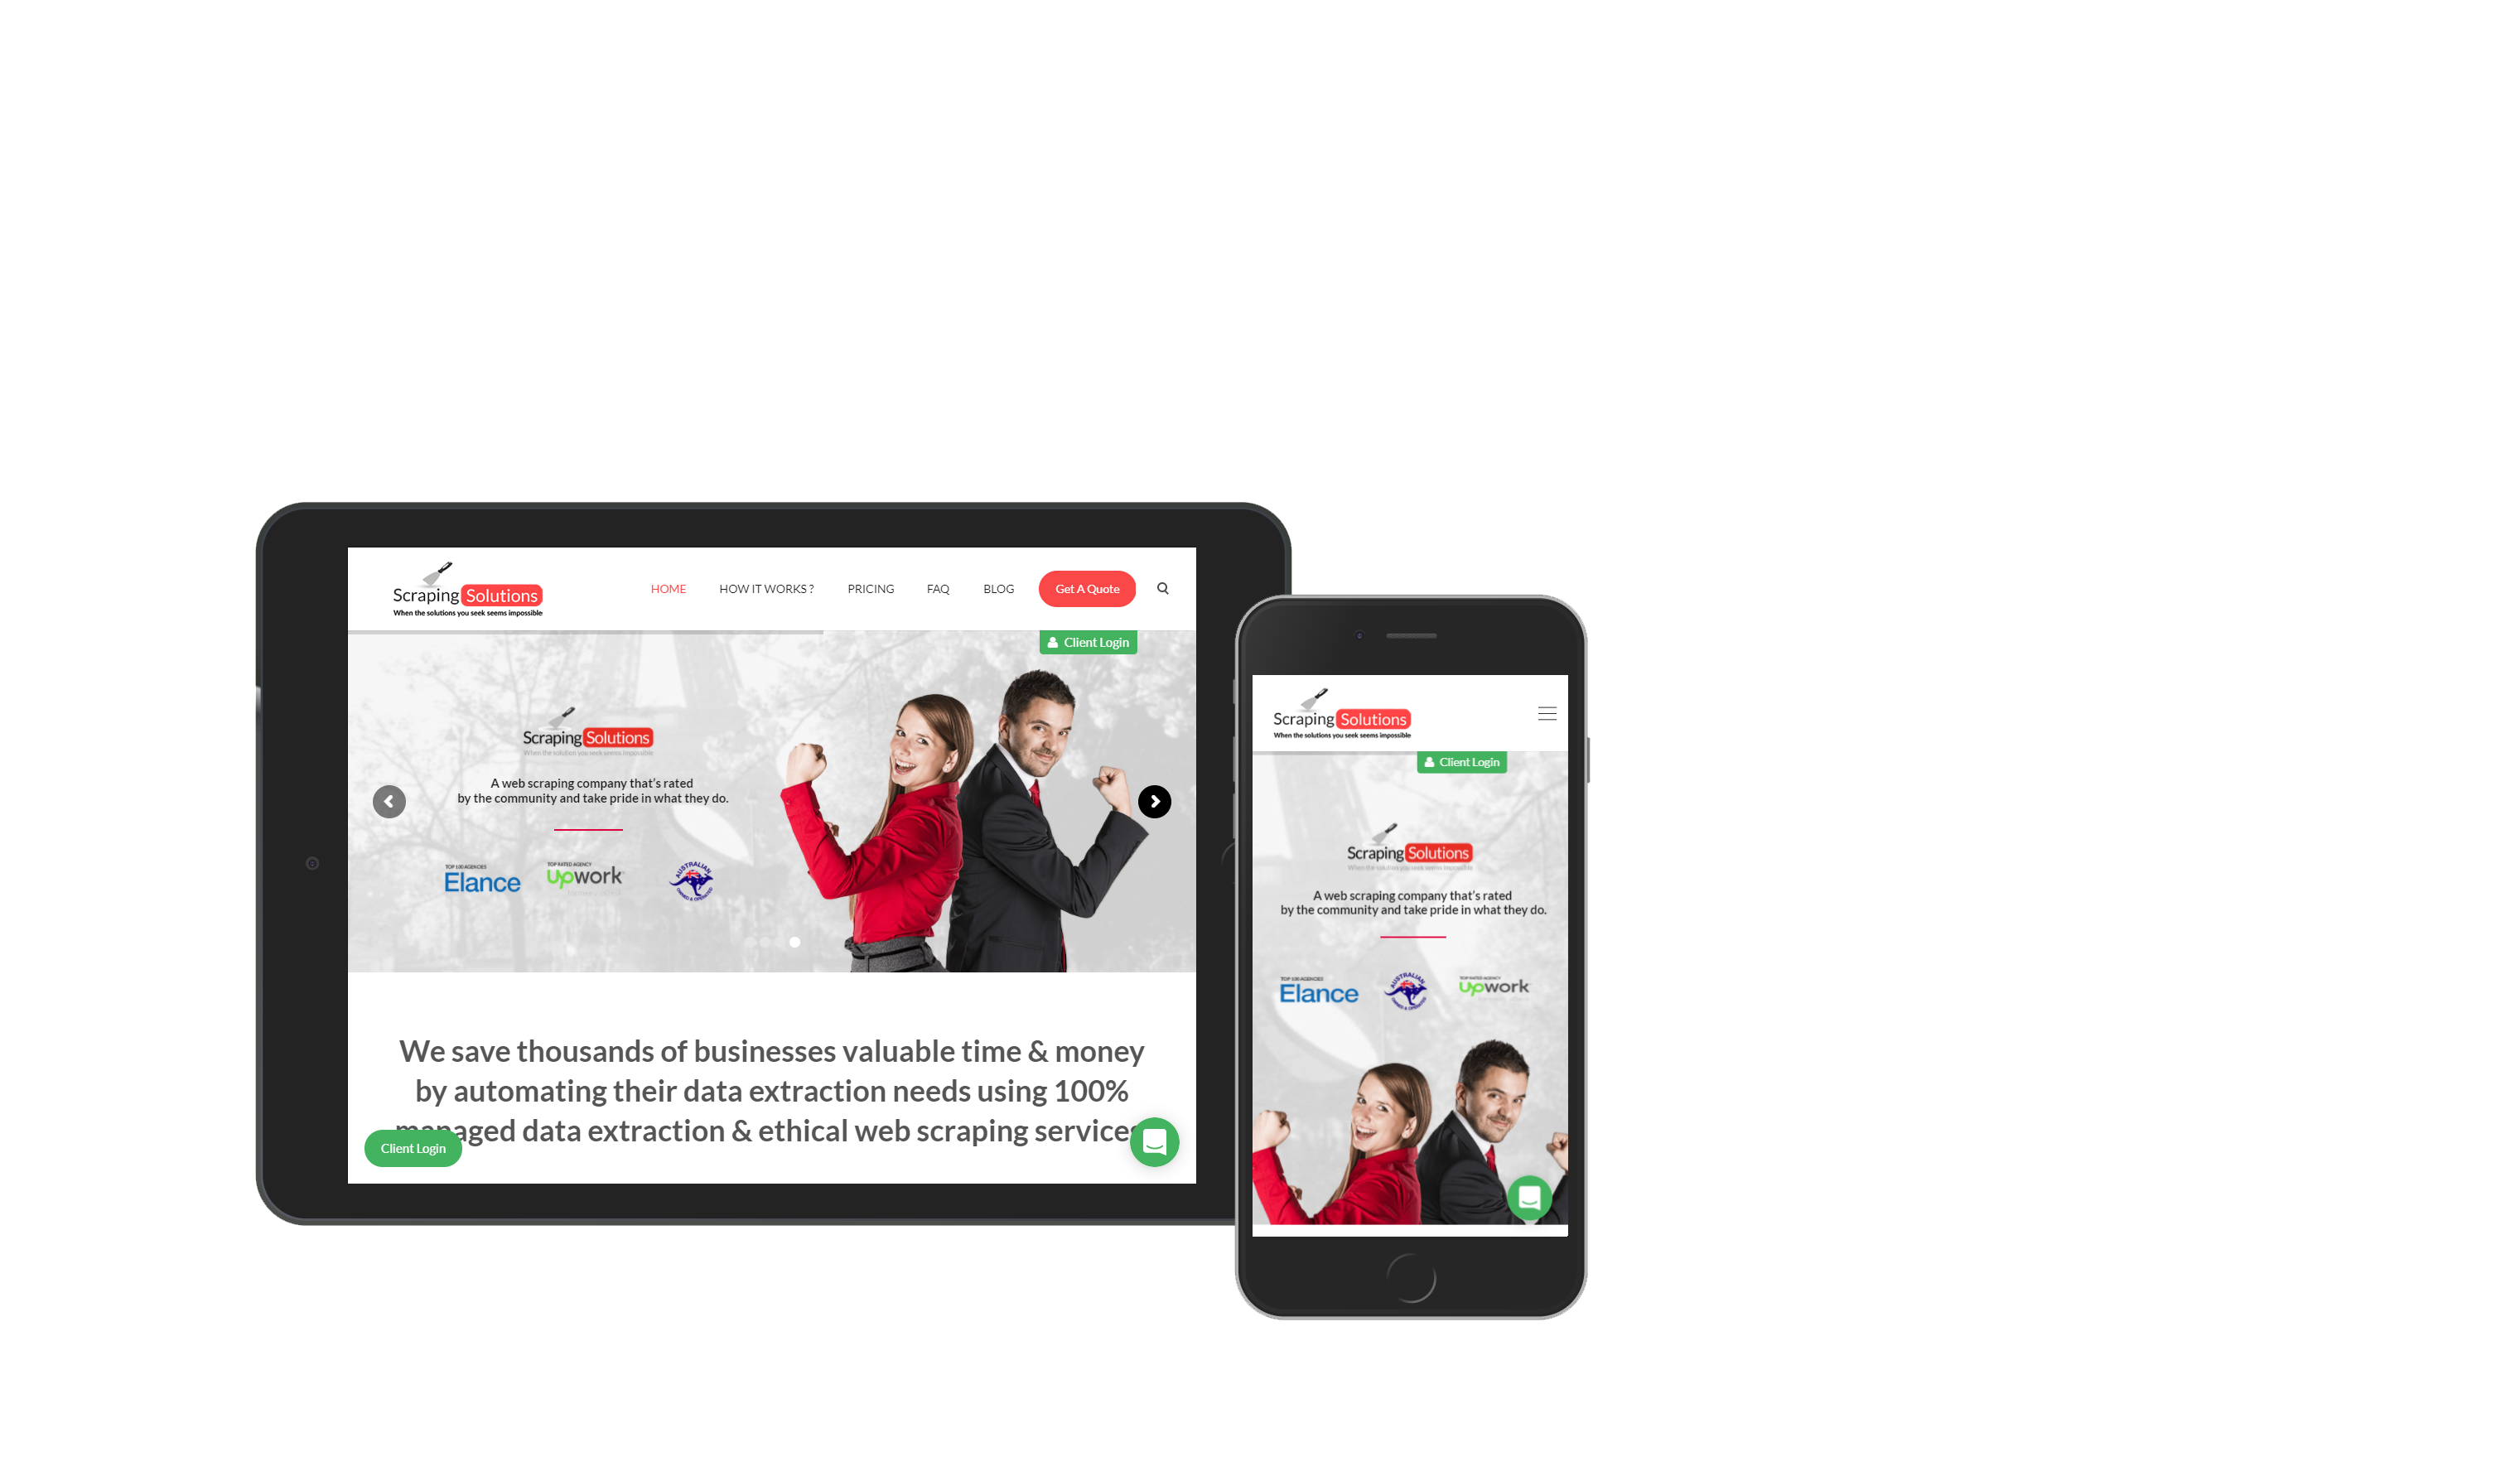 Scraping Solutions
When the solutions you seek seems impossible
HOME HOW IT WORKS ? PRICING FAQ BLOG Get A Quote
Client Login
Scraping Solutions
When the solution you seek seems impossible
A web scraping company that's rated
by the community and take pride in what they do.
TOP 100 AGENCIES
Elance
TOP RATED AGENCY
Upwork
AUSTRALIAN
OWNED & OPERATED
We save thousands of businesses valuable time & money
by automating their data extraction needs using 100%
managed data extraction & ethical web scraping services
Client Login
Scraping Solutions
When the solutions you seek seems impossible
Client Login
Scraping Solutions
When the solution you seek seems impossible
A web scraping company that's rated
by the community and take pride in what they do.
TOP 100 AGENCIES
Elance
AUSTRALIAN
OWNED & OPERATED
TOP RATED AGENCY
Upwork